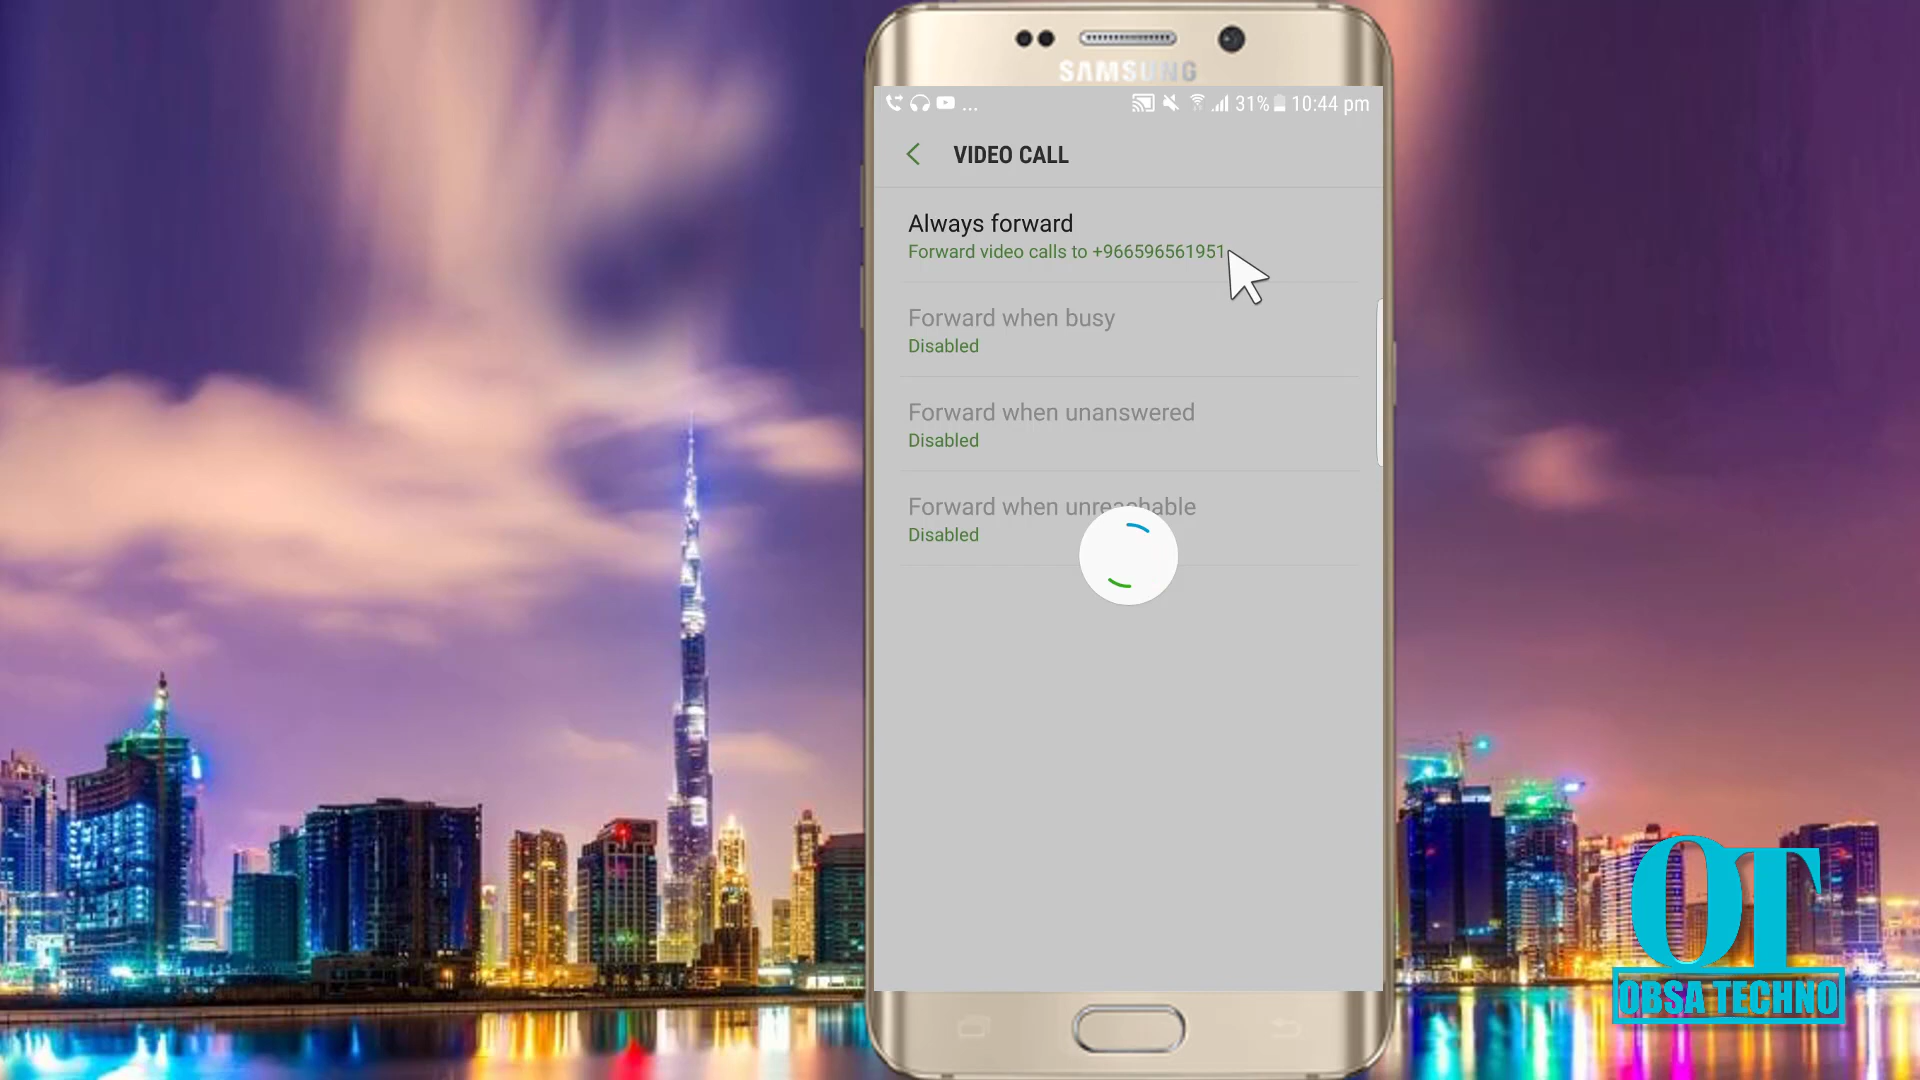 SAMSUNG
... 31% 10:44 pm
VIDEO CALL
Always forward
Forward video calls to +966596561951
Forward when busy
Disabled
Forward when unanswered
Disabled
Forward when unreachable
Disabled
OT
OBSA TECHNO